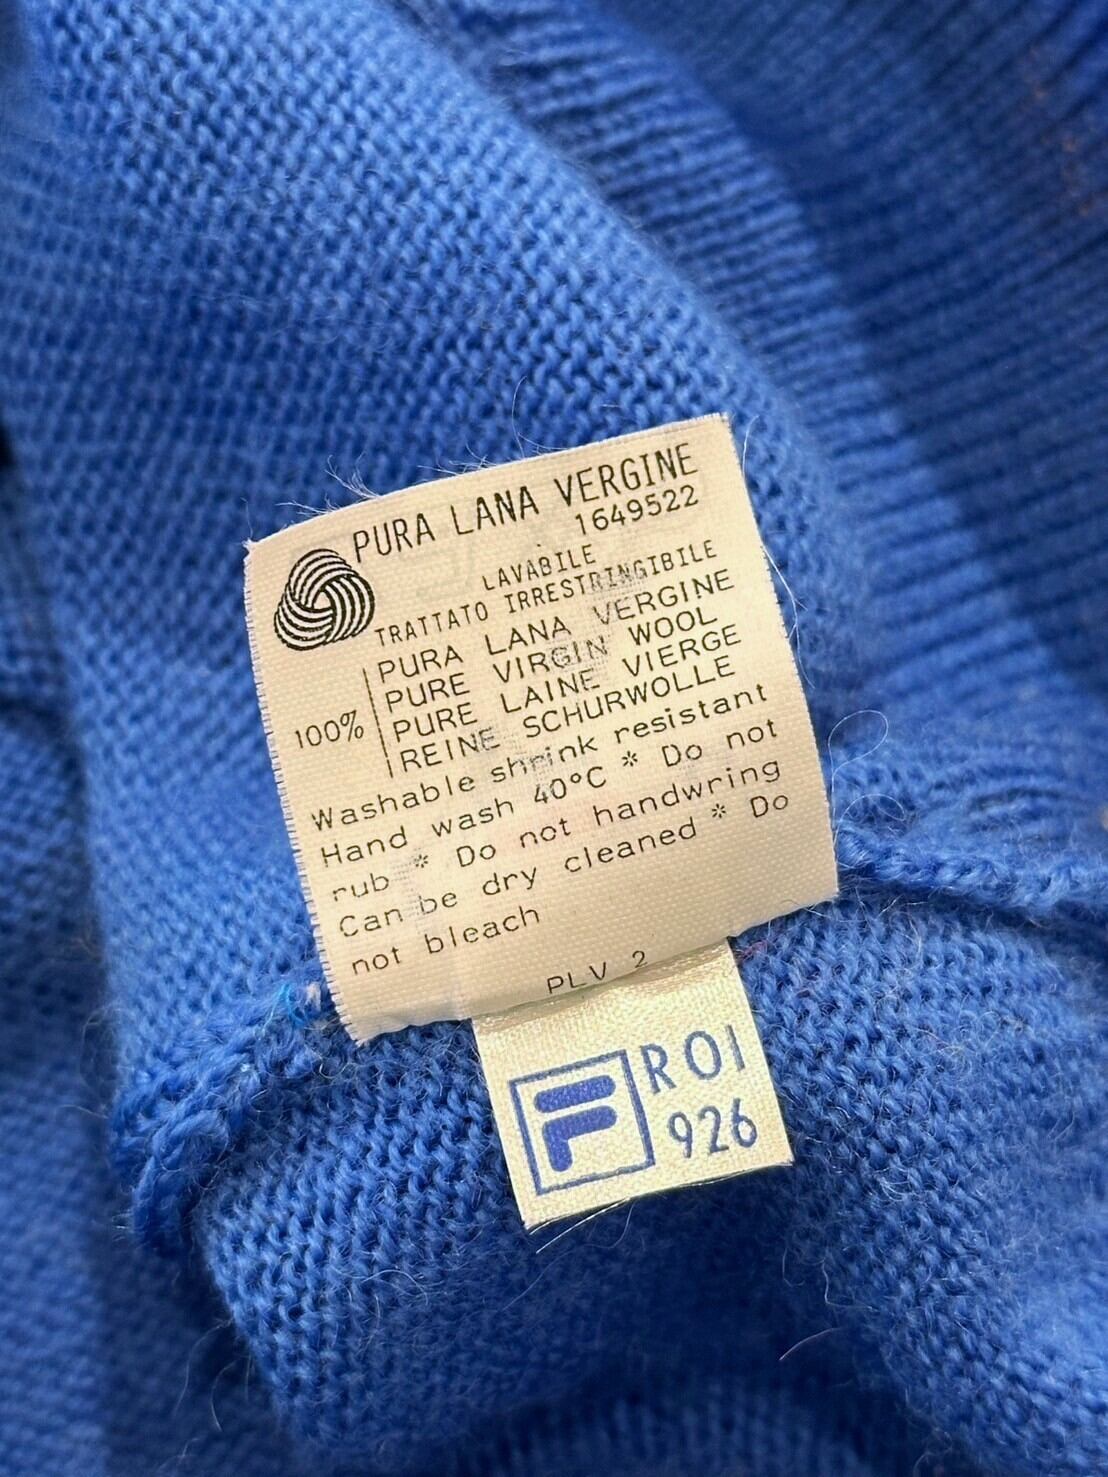 PURA LANA VERGINE
1649522
LAVABILE
TRATTATO IRRESTRINGIBILE
100%
PURA LANA VERGINE
PURE VIRGIN WOOL
PURE LAINE VIERGE
REINE SCHURWOLLE
Washable shrink resistant
Hand wash 40°C * Do not
rub * Do not handwring
Can be dry cleaned * Do
not bleach
PLV 2
F ROI
926